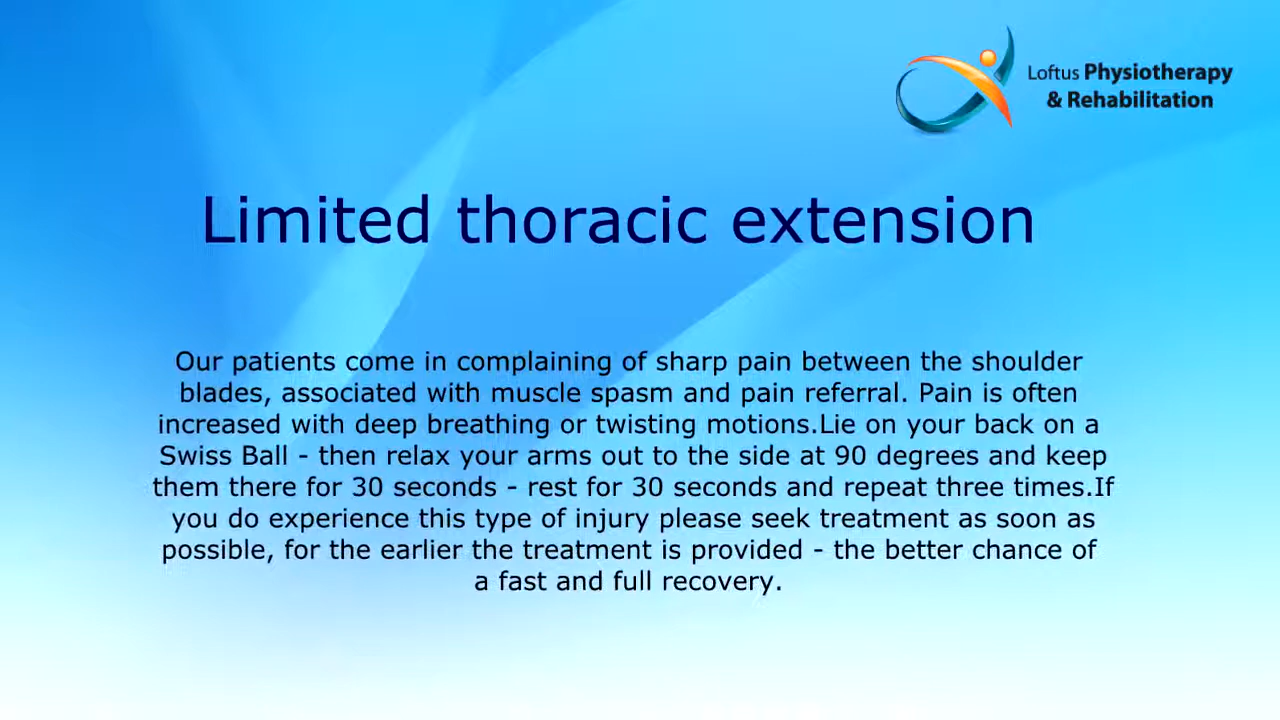 Loftus Physiotherapy
& Rehabilitation
Limited thoracic extension
Our patients come in complaining of sharp pain between the shoulder
blades, associated with muscle spasm and pain referral. Pain is often
increased with deep breathing or twisting motions.Lie on your back on a
Swiss Ball - then relax your arms out to the side at 90 degrees and keep
them there for 30 seconds - rest for 30 seconds and repeat three times.If
you do experience this type of injury please seek treatment as soon as
possible, for the earlier the treatment is provided - the better chance of
a fast and full recovery.